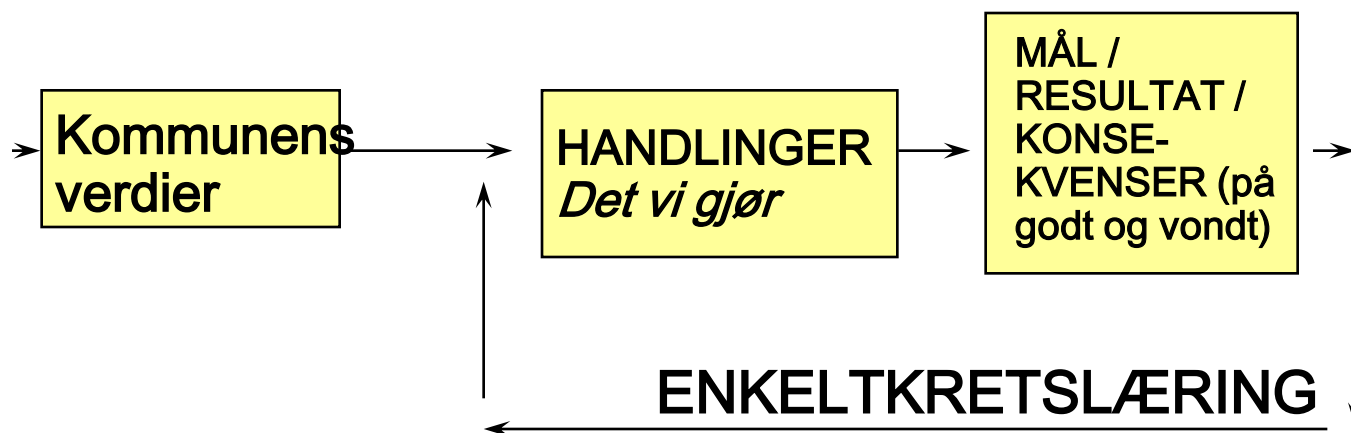 Kommunens
verdier
HANDLINGER
Det vi gjør
MÅL /
RESULTAT /
KONSE-
KVENSER (på
godt og vondt)
ENKELTKRETSLÆRING